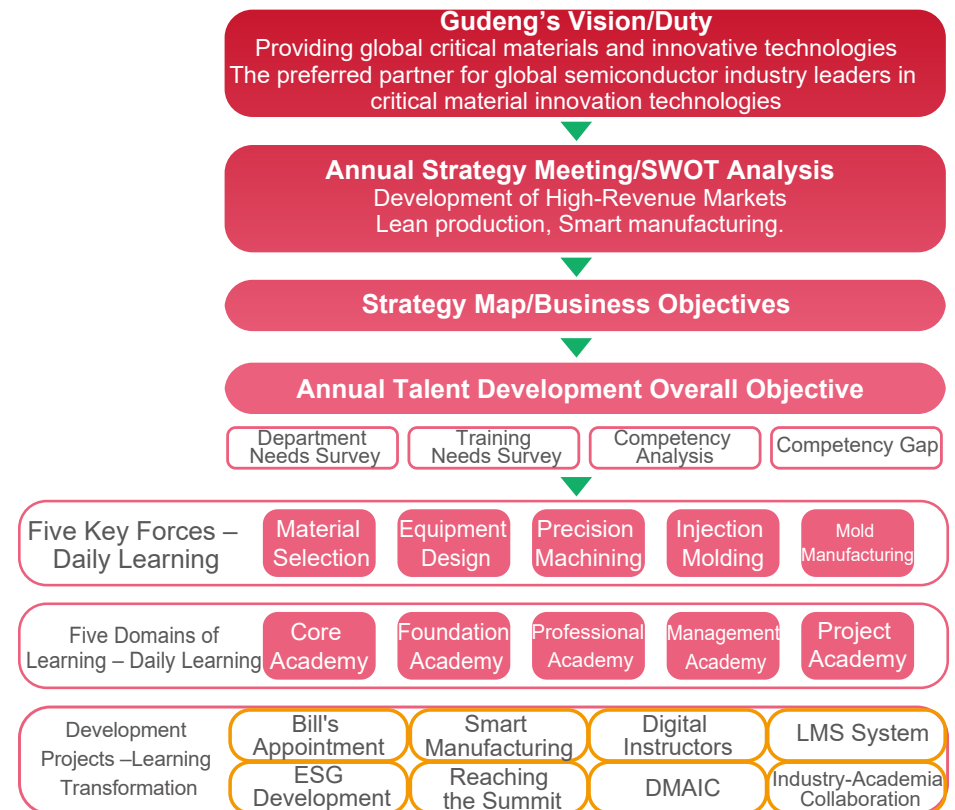 Gudeng’s Vision/Duty
Providing global critical materials and innovative technologies
The preferred partner for global semiconductor industry leaders in
critical material innovation technologies
Annual Strategy Meeting/SWOT Analysis
Development of High-Revenue Markets
Lean production, Smart manufacturing.
Strategy Map/Business Objectives
Annual Talent Development Overall Objective
Department
Needs Survey
Training
Needs Survey
Competency
Analysis
Competency Gap
Five Key Forces –
Daily Learning
Material
Selection
Equipment
Design
Precision
Machining
Injection
Molding
Mold
Manufacturing
Five Domains of
Learning – Daily Learning
Core
Academy
Foundation
Academy
Professional
Academy
Management
Academy
Project
Academy
Development
Projects –Learning
Transformation
Bill's
Appointment
Smart
Manufacturing
Digital
Instructors
LMS System
ESG
Development
Reaching
the Summit
DMAIC
Industry-Academia
Collaboration